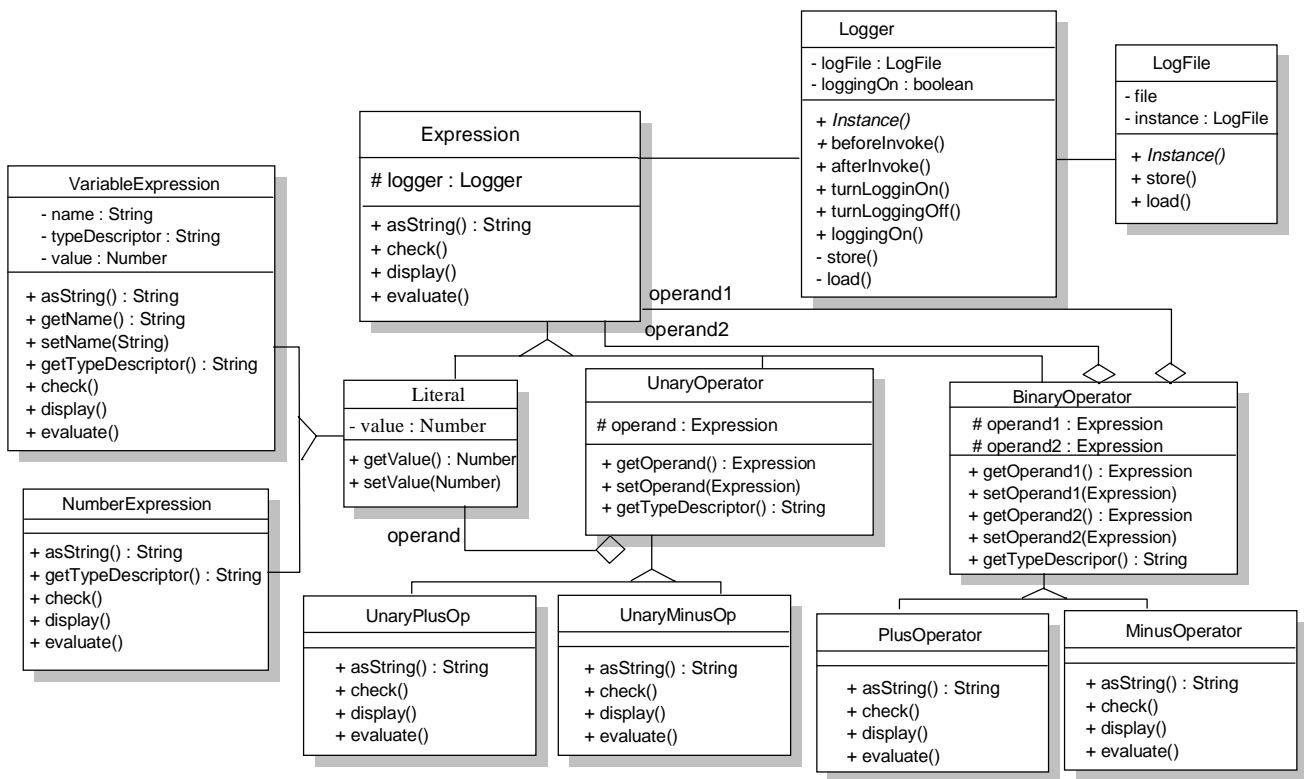 Logger
- logFile : LogFile
- loggingOn : boolean
+ Instance()
+ beforeInvoke()
+ afterInvoke()
+ turnLogginOn()
+ turnLoggingOff()
+ loggingOn()
- store()
- load()
LogFile
- file
- instance : LogFile
+ Instance()
+ store()
+ load()
Expression
# logger : Logger
+ asString() : String
+ check()
+ display()
+ evaluate()
VariableExpression
- name : String
- typeDescriptor : String
- value : Number
+ asString() : String
+ getName() : String
+ setName(String)
+ getTypeDescriptor() : String
+ check()
+ display()
+ evaluate()
operand1
operand2
Literal
- value : Number
+ getValue() : Number
+ setValue(Number)
UnaryOperator
# operand : Expression
+ getOperand() : Expression
+ setOperand(Expression)
+ getTypeDescriptor() : String
BinaryOperator
# operand1 : Expression
# operand2 : Expression
+ getOperand1() : Expression
+ setOperand1(Expression)
+ getOperand2() : Expression
+ setOperand2(Expression)
+ getTypeDescripor() : String
NumberExpression
+ asString() : String
+ getTypeDescriptor() : String
+ check()
+ display()
+ evaluate()
operand
UnaryPlusOp
+ asString() : String
+ check()
+ display()
+ evaluate()
UnaryMinusOp
+ asString() : String
+ check()
+ display()
+ evaluate()
PlusOperator
+ asString() : String
+ check()
+ display()
+ evaluate()
MinusOperator
+ asString() : String
+ check()
+ display()
+ evaluate()